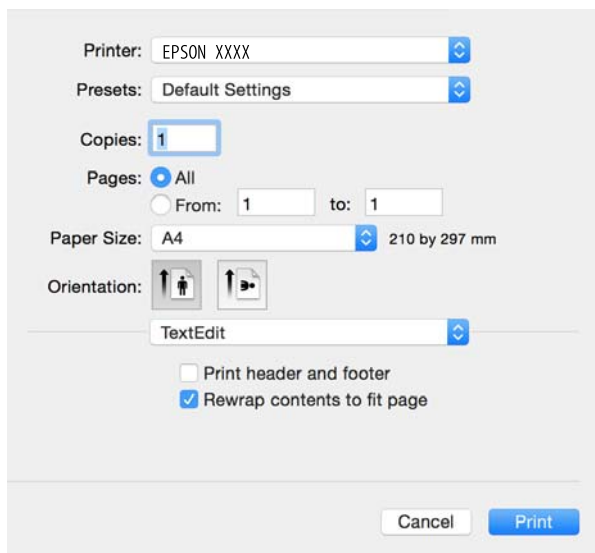 Printer: EPSON XXXX
Presets: Default Settings
Copies: 1
Pages: All
From: 1 to: 1
Paper Size: A4 210 by 297 mm
Orientation:
TextEdit
Print header and footer
Rewrap contents to fit page
Cancel Print